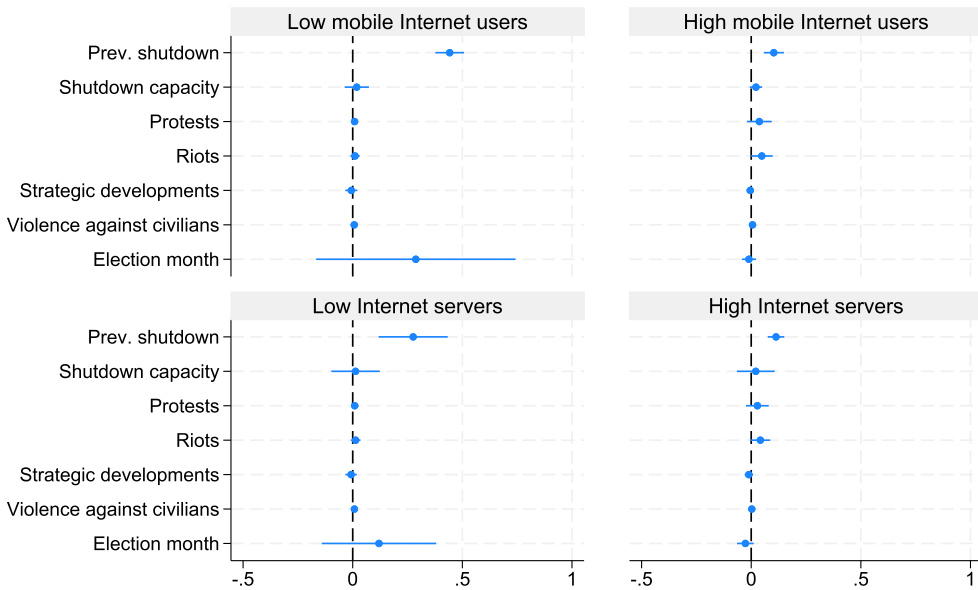 Low mobile Internet users
High mobile Internet users
Prev. shutdown
Shutdown capacity
Protests
Riots
Strategic developments
Violence against civilians
Election month
Low Internet servers
High Internet servers
Prev. shutdown
Shutdown capacity
Protests
Riots
Strategic developments
Violence against civilians
Election month
-.5 0 .5 1
-.5 0 .5 1